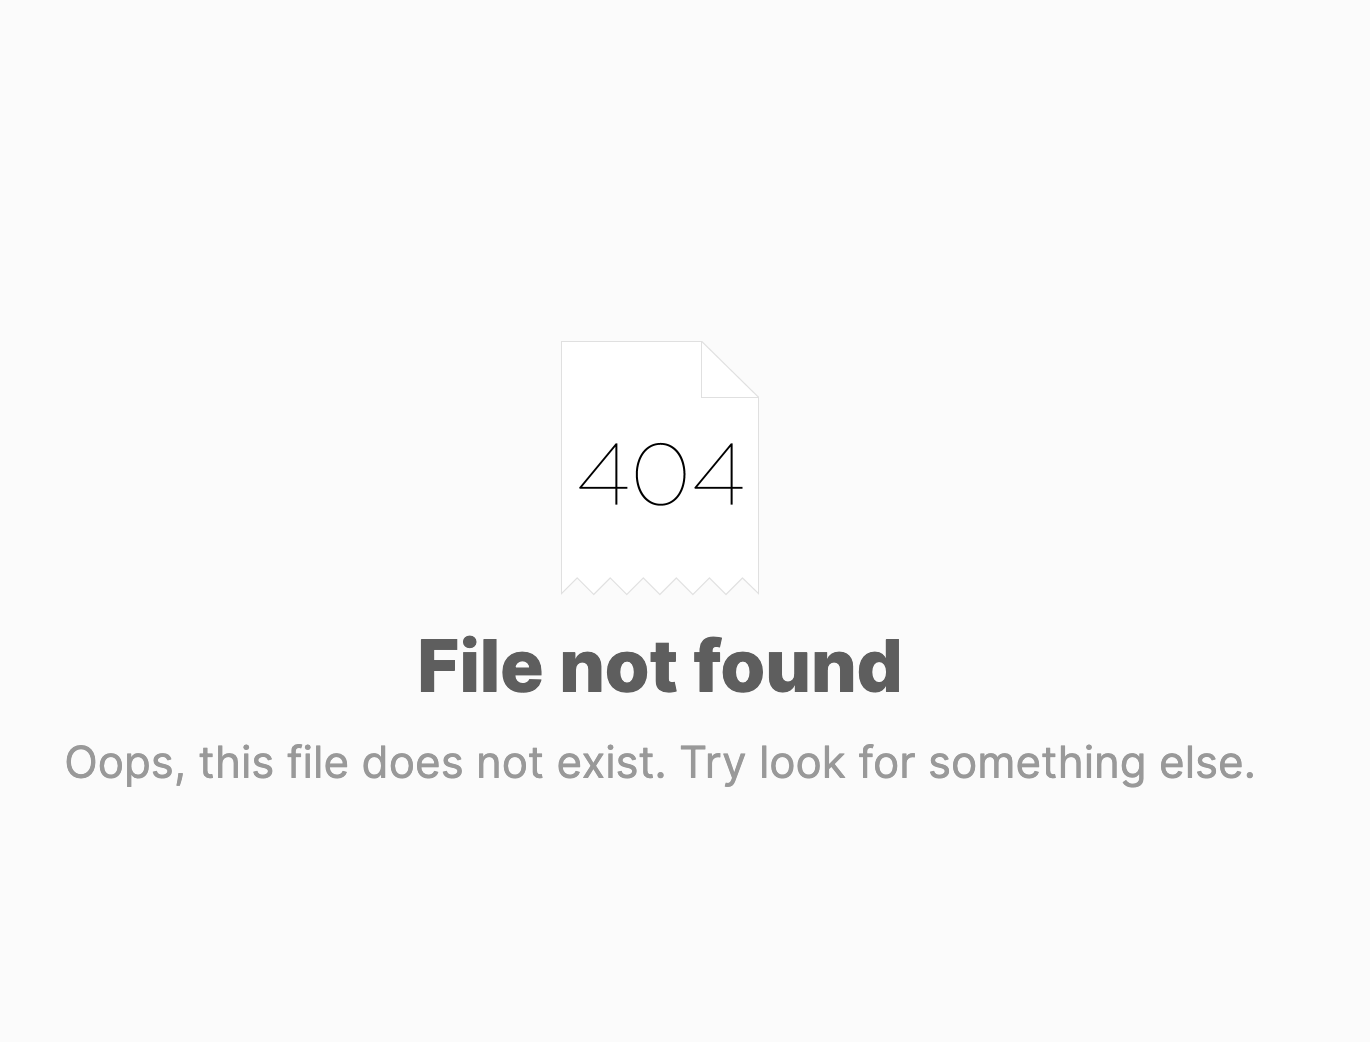 404
File not found
Oops, this file does not exist. Try look for something else.